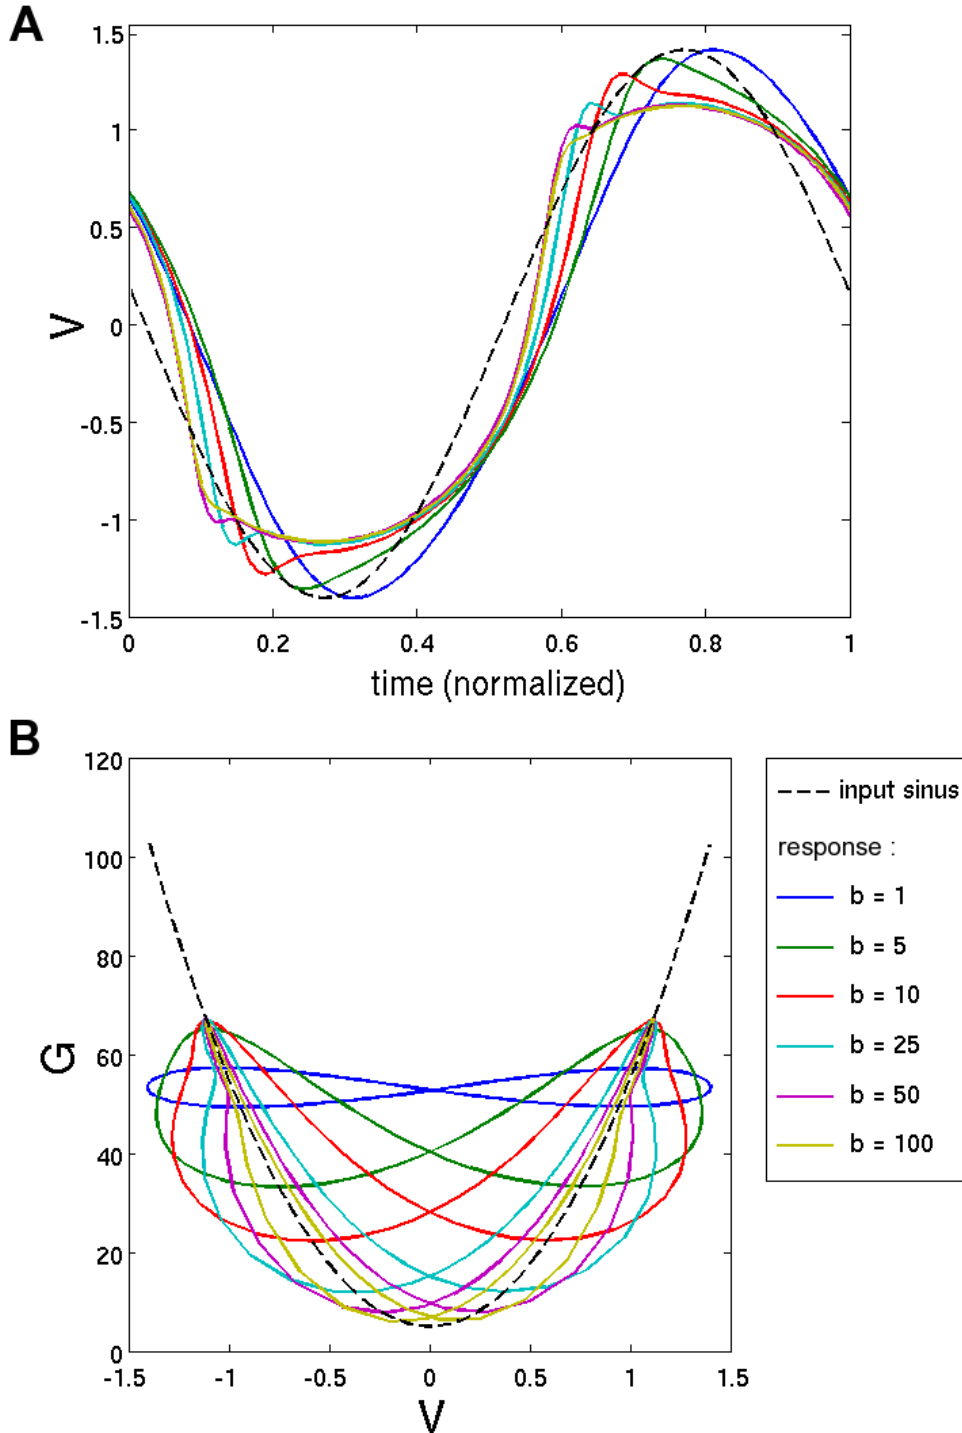 A
1.5
1
0.5
0
-0.5
-1
-1.5
V
0 0.2 0.4 0.6 0.8 1
time (normalized)
B
120
100
80
60
40
20
0
G
-1.5 -1 -0.5 0 0.5 1 1.5
V
input sinus
response :
b = 1
b = 5
b = 10
b = 25
b = 50
b = 100